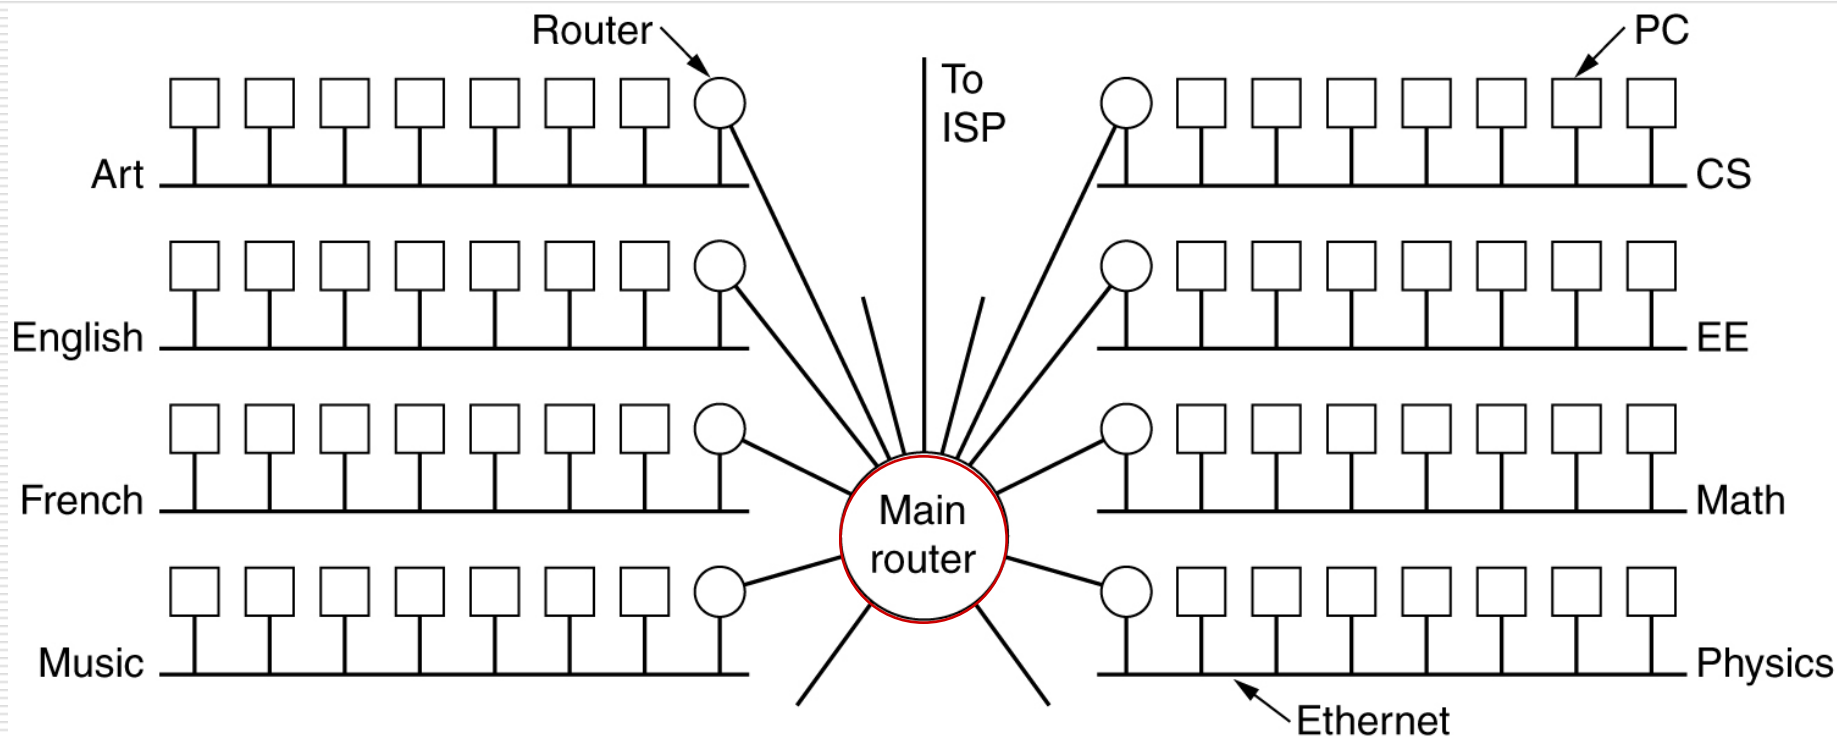 Router
PC
To
ISP
Art
CS
English
EE
French
Math
Main
router
Music
Physics
Ethernet